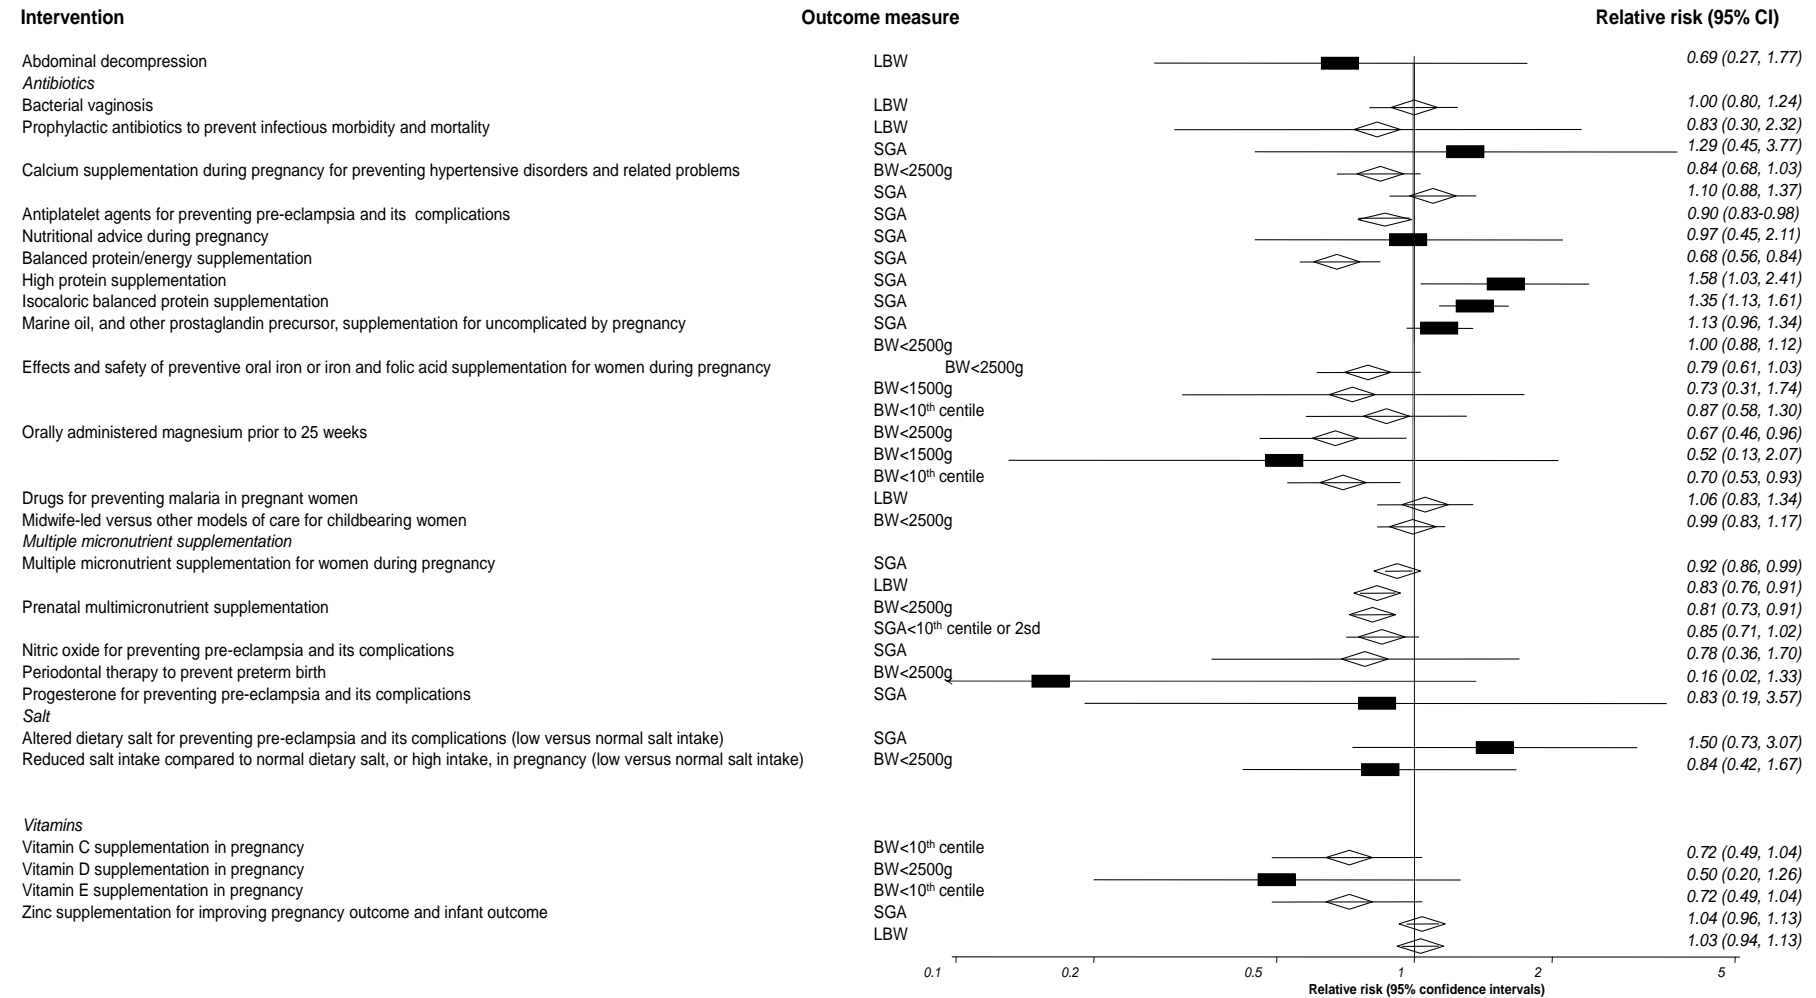 Intervention Outcome measure Relative risk (95% CI)
Abdominal decompression LBW 0.69 (0.27, 1.77)
Antibiotics
Bacterial vaginosis LBW 1.00 (0.80, 1.24)
Prophylactic antibiotics to prevent infectious morbidity and mortality LBW 0.83 (0.30, 2.32)
SGA 1.29 (0.45, 3.77)
Calcium supplementation during pregnancy for preventing hypertensive disorders and related problems BW<2500g 0.84 (0.68, 1.03)
SGA 1.10 (0.88, 1.37)
Antiplatelet agents for preventing pre-eclampsia and its complications SGA 0.90 (0.83-0.98)
Nutritional advice during pregnancy SGA 0.97 (0.45, 2.11)
Balanced protein/energy supplementation SGA 0.68 (0.56, 0.84)
High protein supplementation SGA 1.58 (1.03, 2.41)
Isocaloric balanced protein supplementation SGA 1.35 (1.13, 1.61)
Marine oil, and other prostaglandin precursor, supplementation for uncomplicated by pregnancy SGA 1.13 (0.96, 1.34)
BW<2500g 1.00 (0.88, 1.12)
Effects and safety of preventive oral iron or iron and folic acid supplementation for women during pregnancy BW<2500g 0.79 (0.61, 1.03)
BW<1500g 0.73 (0.31, 1.74)
BW<10th centile 0.87 (0.58, 1.30)
Orally administered magnesium prior to 25 weeks BW<2500g 0.67 (0.46, 0.96)
BW<1500g 0.52 (0.13, 2.07)
BW<10th centile 0.70 (0.53, 0.93)
Drugs for preventing malaria in pregnant women LBW 1.06 (0.83, 1.34)
Midwife-led versus other models of care for childbearing women BW<2500g 0.99 (0.83, 1.17)
Multiple micronutrient supplementation
Multiple micronutrient supplementation for women during pregnancy SGA 0.92 (0.86, 0.99)
LBW 0.83 (0.76, 0.91)
Prenatal multimicronutrient supplementation BW<2500g 0.81 (0.73, 0.91)
SGA<10th centile or 2sd 0.85 (0.71, 1.02)
Nitric oxide for preventing pre-eclampsia and its complications SGA 0.78 (0.36, 1.70)
Periodontal therapy to prevent preterm birth BW<2500g 0.16 (0.02, 1.33)
Progesterone for preventing pre-eclampsia and its complications SGA 0.83 (0.19, 3.57)
Salt
Altered dietary salt for preventing pre-eclampsia and its complications (low versus normal salt intake) SGA 1.50 (0.73, 3.07)
Reduced salt intake compared to normal dietary salt, or high intake, in pregnancy (low versus normal salt intake) BW<2500g 0.84 (0.42, 1.67)
Vitamins
Vitamin C supplementation in pregnancy BW<10th centile 0.72 (0.49, 1.04)
Vitamin D supplementation in pregnancy BW<2500g 0.50 (0.20, 1.26)
Vitamin E supplementation in pregnancy BW<10th centile 0.72 (0.49, 1.04)
Zinc supplementation for improving pregnancy outcome and infant outcome SGA 1.04 (0.96, 1.13)
LBW 1.03 (0.94, 1.13)
0.1 0.2 0.5 1 2 5
Relative risk (95% confidence intervals)